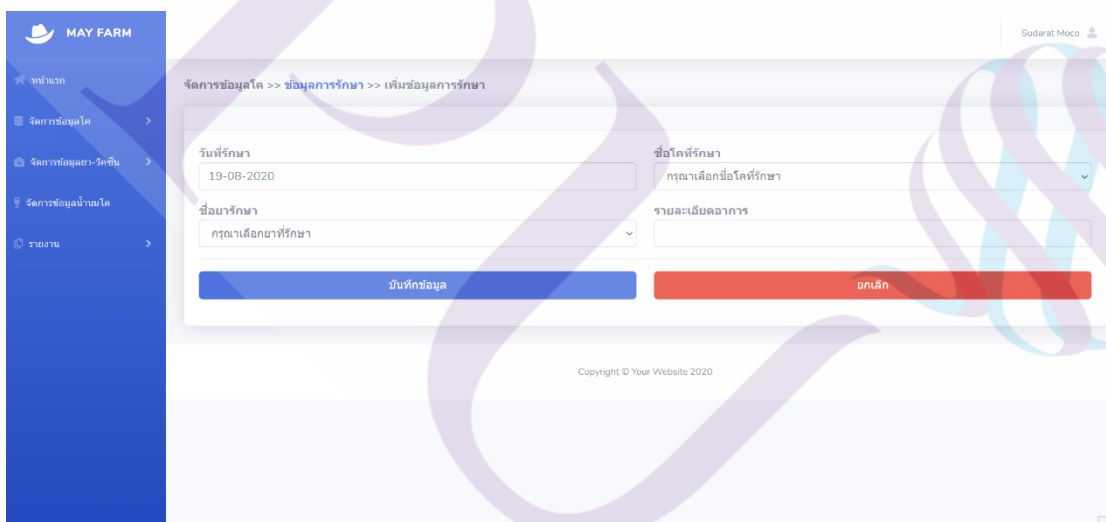 MAY FARM
Sudarat Moco
หน้าแรก
จัดการข้อมูลโค
จัดการข้อมูลยา-วัคซีน
จัดการข้อมูลน้ำนมโค
รายงาน
จัดการข้อมูลโค >> ข้อมูลการรักษา >> เพิ่มข้อมูลการรักษา
วันที่รักษา
ชื่อโคที่รักษา
19-08-2020
กรุณาเลือกชื่อโคที่รักษา
ชื่อยารักษา
รายละเอียดอาการ
กรุณาเลือกยาที่รักษา
บันทึกข้อมูล
ยกเลิก
Copyright © Your Website 2020